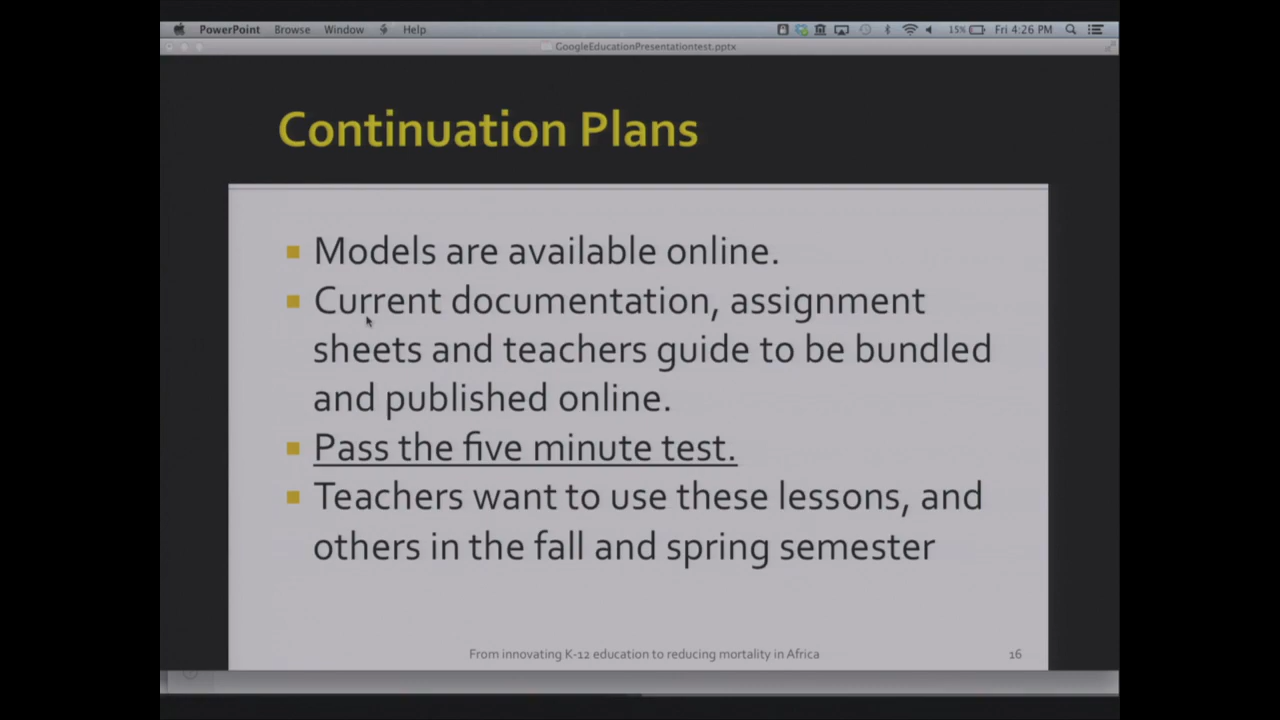 PowerPoint Browse Window Help 15% Fri 4:26 PM
GoogleEducationPresentationtest.pptx
Continuation Plans
Models are available online.
Current documentation, assignment
sheets and teachers guide to be bundled
and published online.
Pass the five minute test.
Teachers want to use these lessons, and
others in the fall and spring semester
From innovating K-12 education to reducing mortality in Africa 16